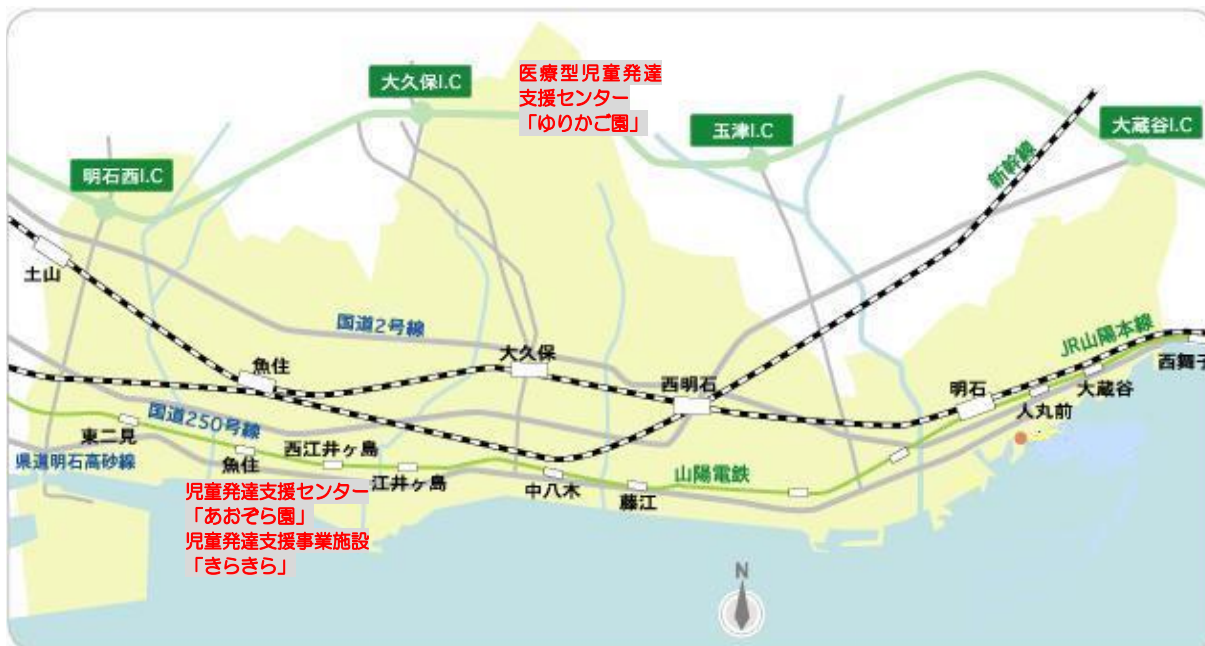 大久保I.C
医療型児童発達
支援センター
「ゆりかご園」
玉津I.C
大蔵谷I.C
明石西I.C
新幹線
土山
国道2号線
大久保
魚住
西明石
JR山陽本線
西舞子
明石
大蔵谷
人丸前
国道250号線
東二見
県道明石高砂線
魚住
西江井ヶ島
江井ヶ島
中八木
藤江
山陽電鉄
児童発達支援センター
「あおぞら園」
児童発達支援事業施設
「きらきら」
N